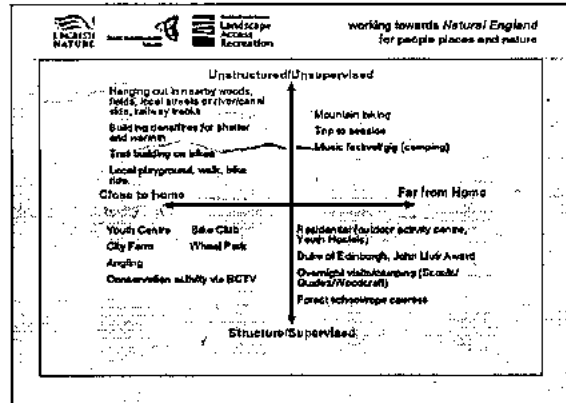 ENGLISH
NATURE
Landscape
Access
Recreation
working towards Natural England
for people places and nature
Unstructured/Unsupervised
Hanging out in nearby woods,
fields, local streets or river/canal
side, railway tracks
Building dens/fires for shelter
and warmth
Trail building on bikes
Local playground, walk, bike
ride.
Mountain biking
Trip to seaside
Music festival/gig (camping)
Close to home
Far from Home
Youth Centre
Bike Club
City Farm
Wheel Park
Angling
Conservation activity via BCTV
Residential (outdoor activity centre,
Youth Hostels)
Duke of Edinburgh, John Muir Award
Overnight visits/camping (Scouts/
Guides/Woodcraft)
Forest school/rope courses
Structure/Supervised